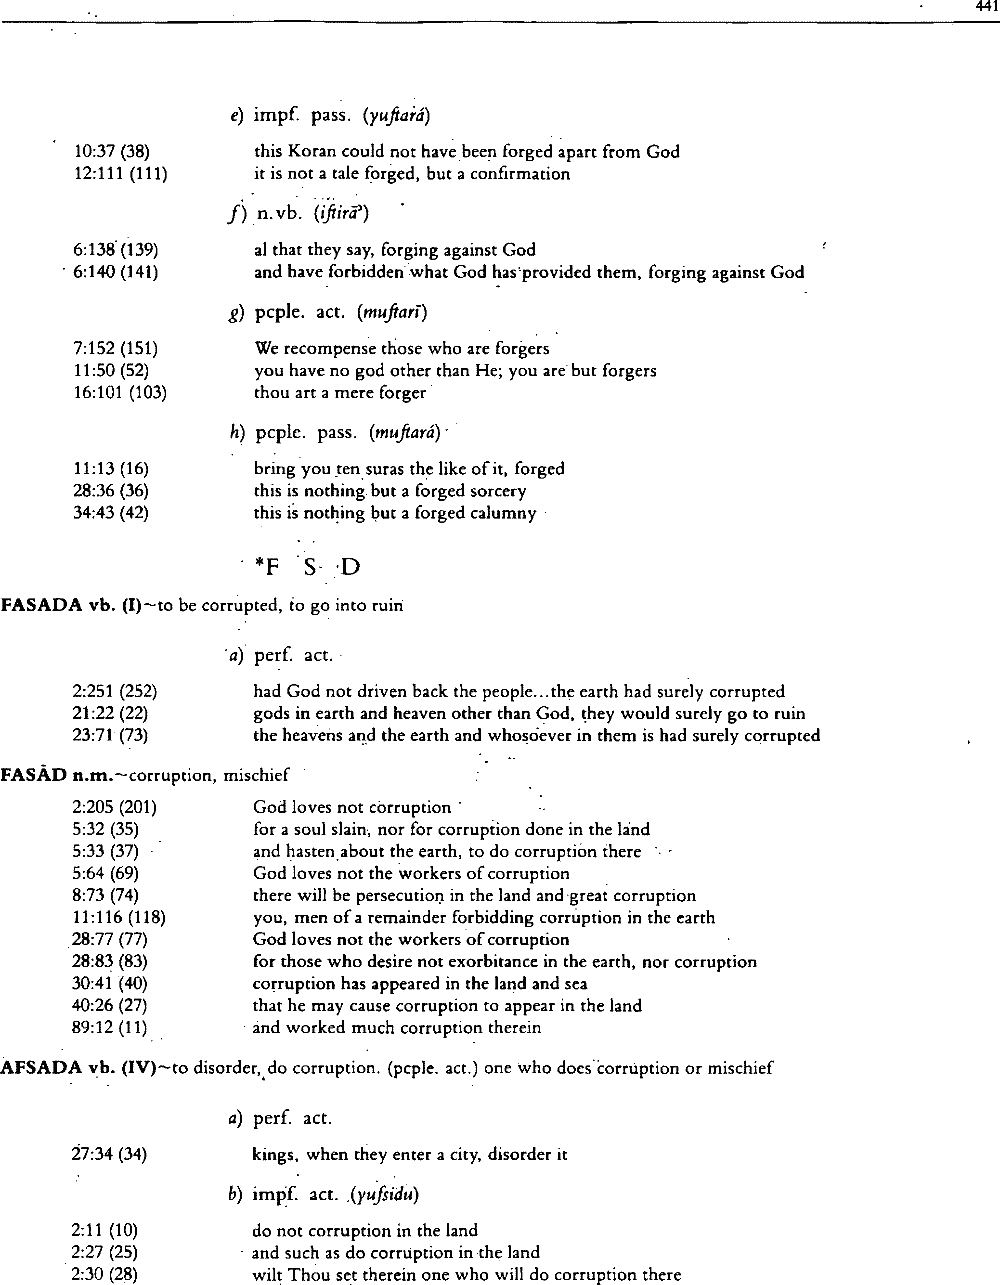 441
e) impf. pass. (yuftará)
10:37 (38) this Koran could not have been forged apart from God
12:111 (111) it is not a tale forged, but a confirmation
f) n.vb. (iftirāʾ)
6:138 (139) al that they say, forging against God
6:140 (141) and have forbidden what God has provided them, forging against God
g) pcple. act. (muftarī)
7:152 (151) We recompense those who are forgers
11:50 (52) you have no god other than He; you are but forgers
16:101 (103) thou art a mere forger
h) pcple. pass. (muftará)
11:13 (16) bring you ten suras the like of it, forged
28:36 (36) this is nothing but a forged sorcery
34:43 (42) this is nothing but a forged calumny
*F S D
FASADA vb. (I)~to be corrupted, to go into ruin
a) perf. act.
2:251 (252) had God not driven back the people...the earth had surely corrupted
21:22 (22) gods in earth and heaven other than God, they would surely go to ruin
23:71 (73) the heavens and the earth and whosoever in them is had surely corrupted
FASĀD n.m.~corruption, mischief
2:205 (201) God loves not corruption
5:32 (35) for a soul slain, nor for corruption done in the land
5:33 (37) and hasten about the earth, to do corruption there
5:64 (69) God loves not the workers of corruption
8:73 (74) there will be persecution in the land and great corruption
11:116 (118) you, men of a remainder forbidding corruption in the earth
28:77 (77) God loves not the workers of corruption
28:83 (83) for those who desire not exorbitance in the earth, nor corruption
30:41 (40) corruption has appeared in the land and sea
40:26 (27) that he may cause corruption to appear in the land
89:12 (11) and worked much corruption therein
AFSADA vb. (IV)~to disorder, do corruption. (pcple. act.) one who does corruption or mischief
a) perf. act.
27:34 (34) kings, when they enter a city, disorder it
b) impf. act. (yufsidu)
2:11 (10) do not corruption in the land
2:27 (25) and such as do corruption in the land
2:30 (28) wilt Thou set therein one who will do corruption there